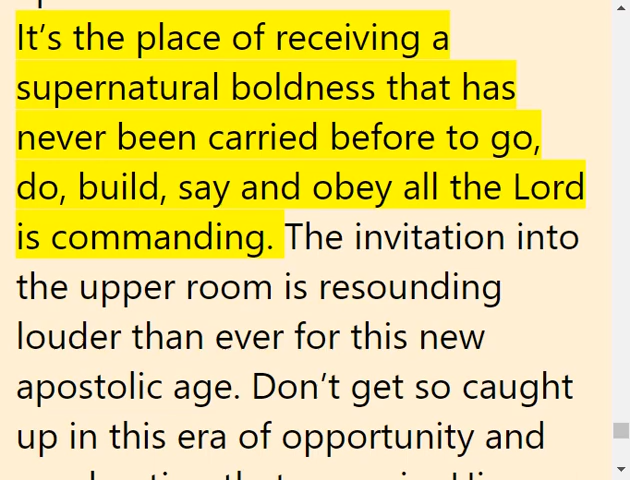 It’s the place of receiving a
supernatural boldness that has
never been carried before to go,
do, build, say and obey all the Lord
is commanding. The invitation into
the upper room is resounding
louder than ever for this new
apostolic age. Don’t get so caught
up in this era of opportunity and